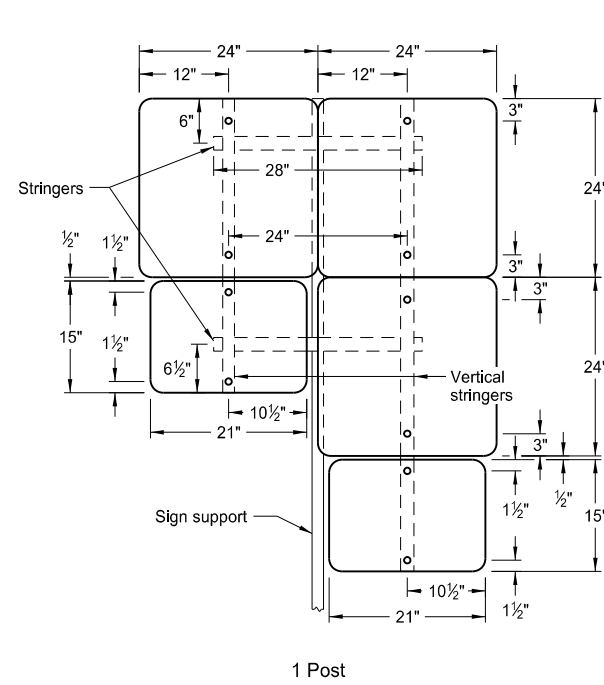 24" 24"
12" 12"
6" 3"
28" 24"
Stringers
24"
½" 1½" 3" 3"
15" 1½" 6½" 24"
Vertical
stringers
10½"
21" 3"
½"
Sign support 1½" 15"
10½"
21" 1½"
1 Post